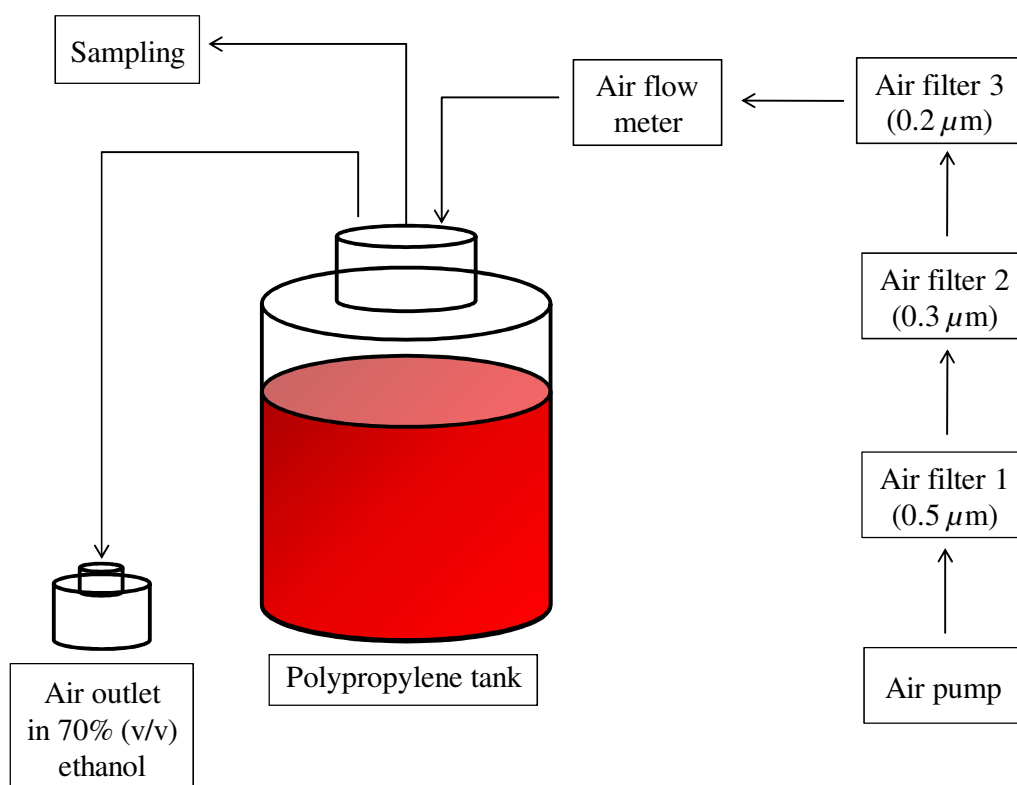 Sampling
Air flow
meter
Air filter 3
(0.2 μm)
Air filter 2
(0.3 μm)
Air filter 1
(0.5 μm)
Polypropylene tank
Air pump
Air outlet
in 70% (v/v)
ethanol